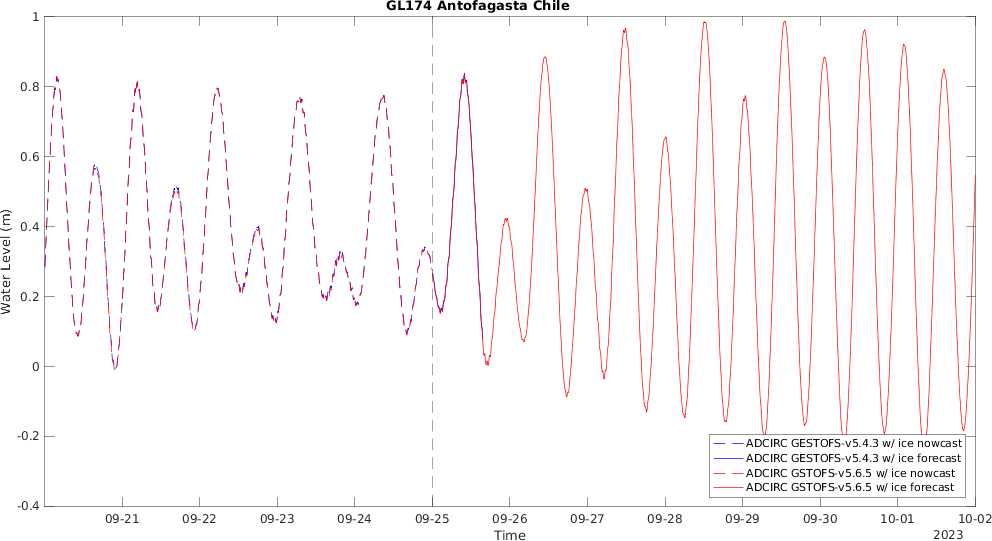 GL174 Antofagasta Chile
1
0.8
0.6
0.4
0.2
0
-0.2
-0.4
Water Level (m)
ADCIRC GESTOFS-v5.4.3 w/ ice nowcast
ADCIRC GESTOFS-v5.4.3 w/ ice forecast
ADCIRC GSTOFS-v5.6.5 w/ ice nowcast
ADCIRC GSTOFS-v5.6.5 w/ ice forecast
09-21 09-22 09-23 09-24 09-25 09-26 09-27 09-28 09-29 09-30 10-01 10-02
Time
2023